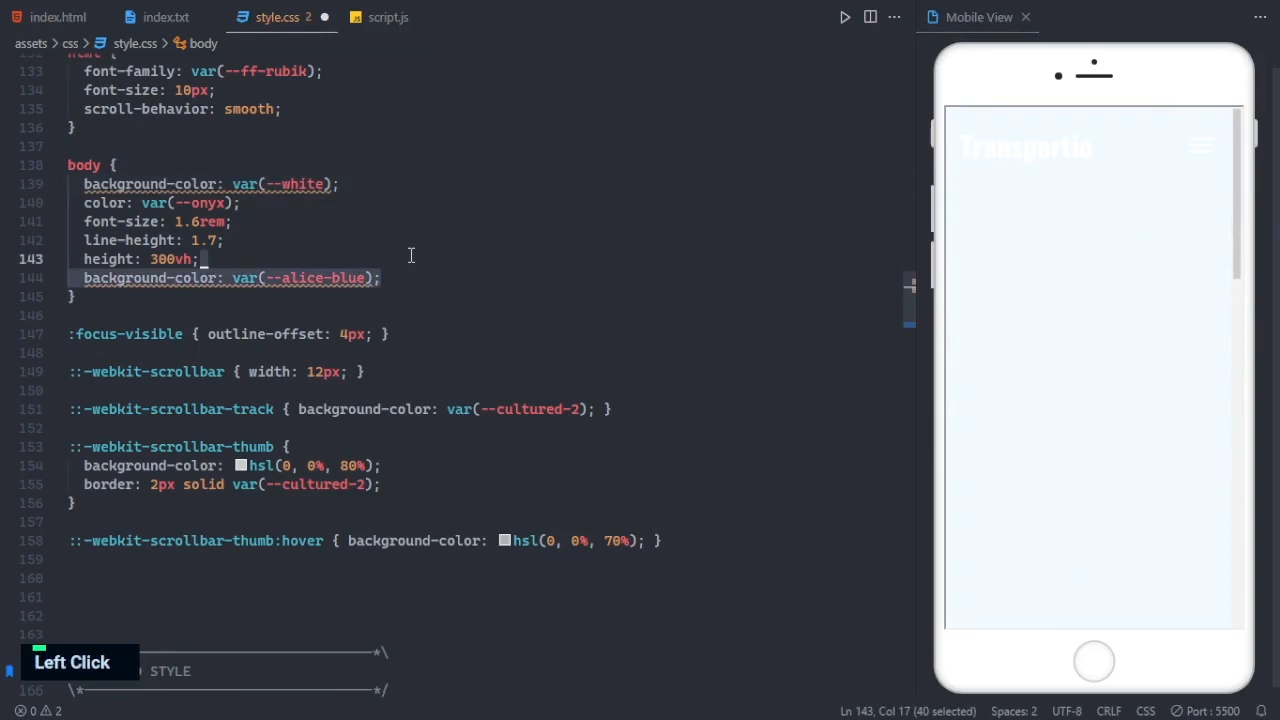 index.html
index.txt
style.css 2
script.js
Mobile View
assets > css > style.css > body
133 font-family: var(--ff-rubik);
134 font-size: 10px;
135 scroll-behavior: smooth;
136 }
137
138 body {
139 background-color: var(--white);
140 color: var(--onyx);
141 font-size: 1.6rem;
142 line-height: 1.7;
143 height: 300vh;
144 background-color: var(--alice-blue);
145 }
146
147 :focus-visible { outline-offset: 4px; }
148
149 ::-webkit-scrollbar { width: 12px; }
150
151 ::-webkit-scrollbar-track { background-color: var(--cultured-2); }
152
153 ::-webkit-scrollbar-thumb {
154 background-color: hsl(0, 0%, 80%);
155 border: 2px solid var(--cultured-2);
156 }
157
158 ::-webkit-scrollbar-thumb:hover { background-color: hsl(0, 0%, 70%); }
159
160
161
162
163
*\
STYLE
166 \* */
Left Click
Transportio
0 2
Ln 143, Col 17 (40 selected) Spaces: 2 UTF-8 CRLF CSS Port : 5500